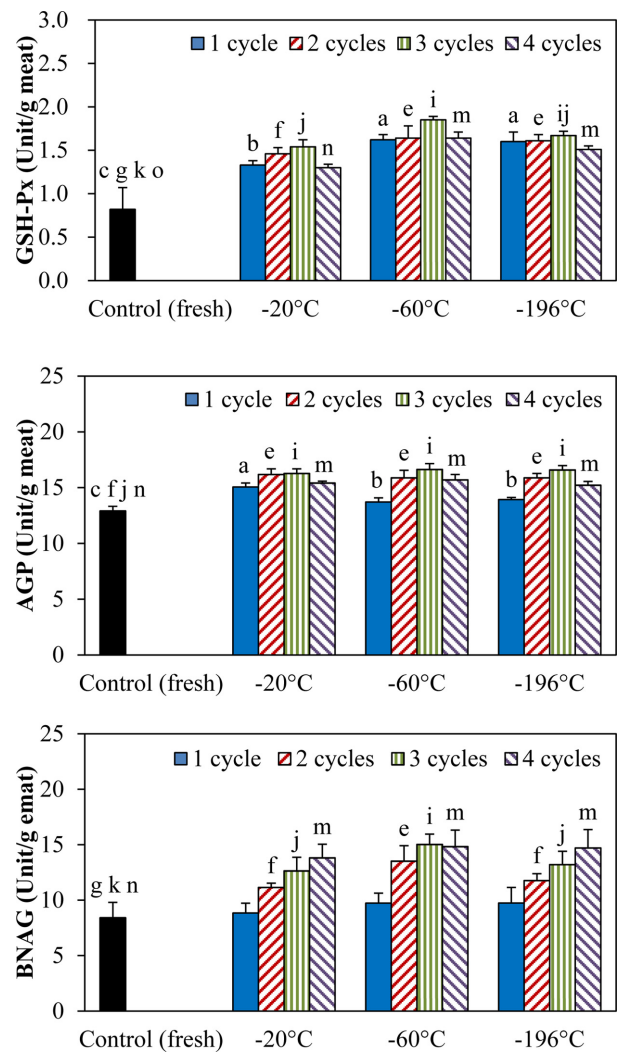 GSH-Px (Unit/g meat)
3.0
2.5
2.0
1.5
1.0
0.5
0.0
1 cycle 2 cycles 3 cycles 4 cycles
c g k o
b f j n
a e i m
a e ij m
Control (fresh) -20°C -60°C -196°C
AGP (Unit/g meat)
25
20
15
10
5
0
1 cycle 2 cycles 3 cycles 4 cycles
c f j n
a e i m
b e i m
b e i m
Control (fresh) -20°C -60°C -196°C
BNAG (Unit/g emat)
25
20
15
10
5
0
1 cycle 2 cycles 3 cycles 4 cycles
g k n
f j m
e i m
f j m
Control (fresh) -20°C -60°C -196°C